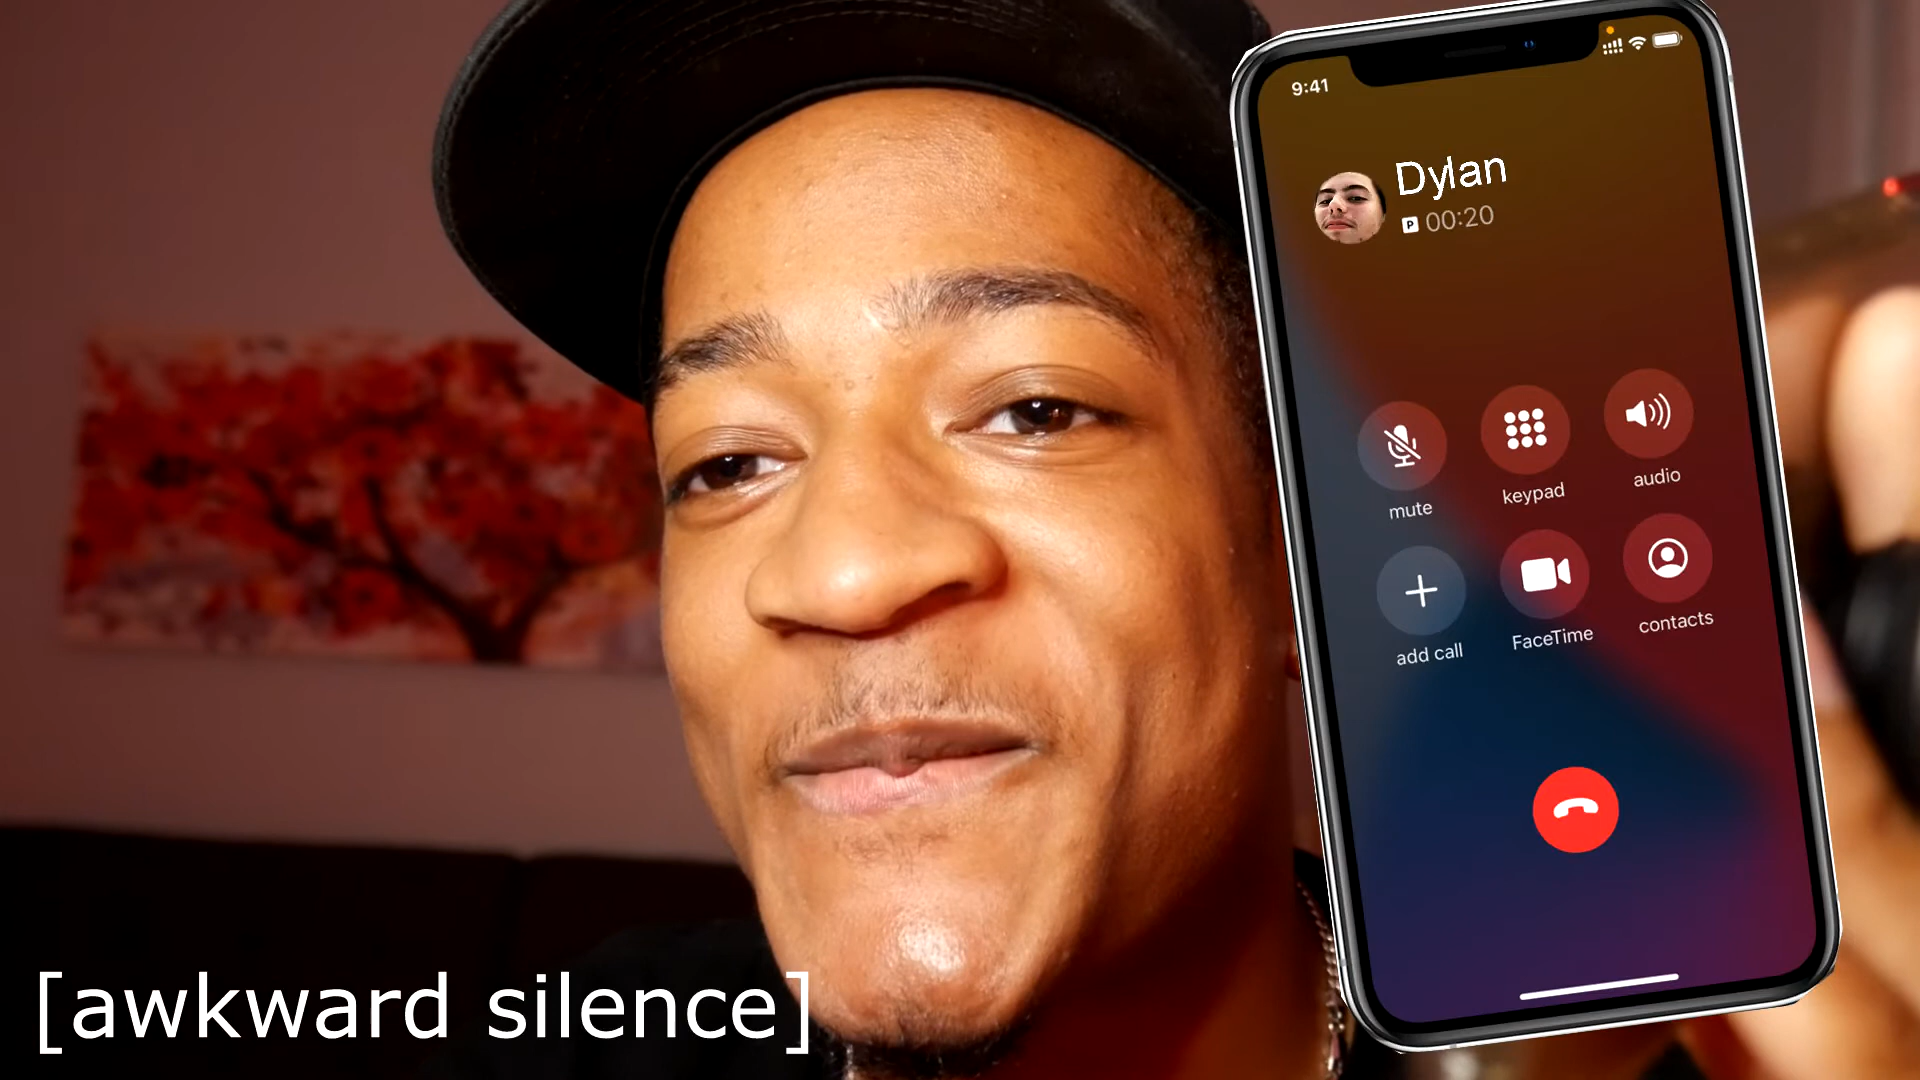 9:41
Dylan
P 00:20
mute
keypad
audio
add call
FaceTime
contacts
[awkward silence]